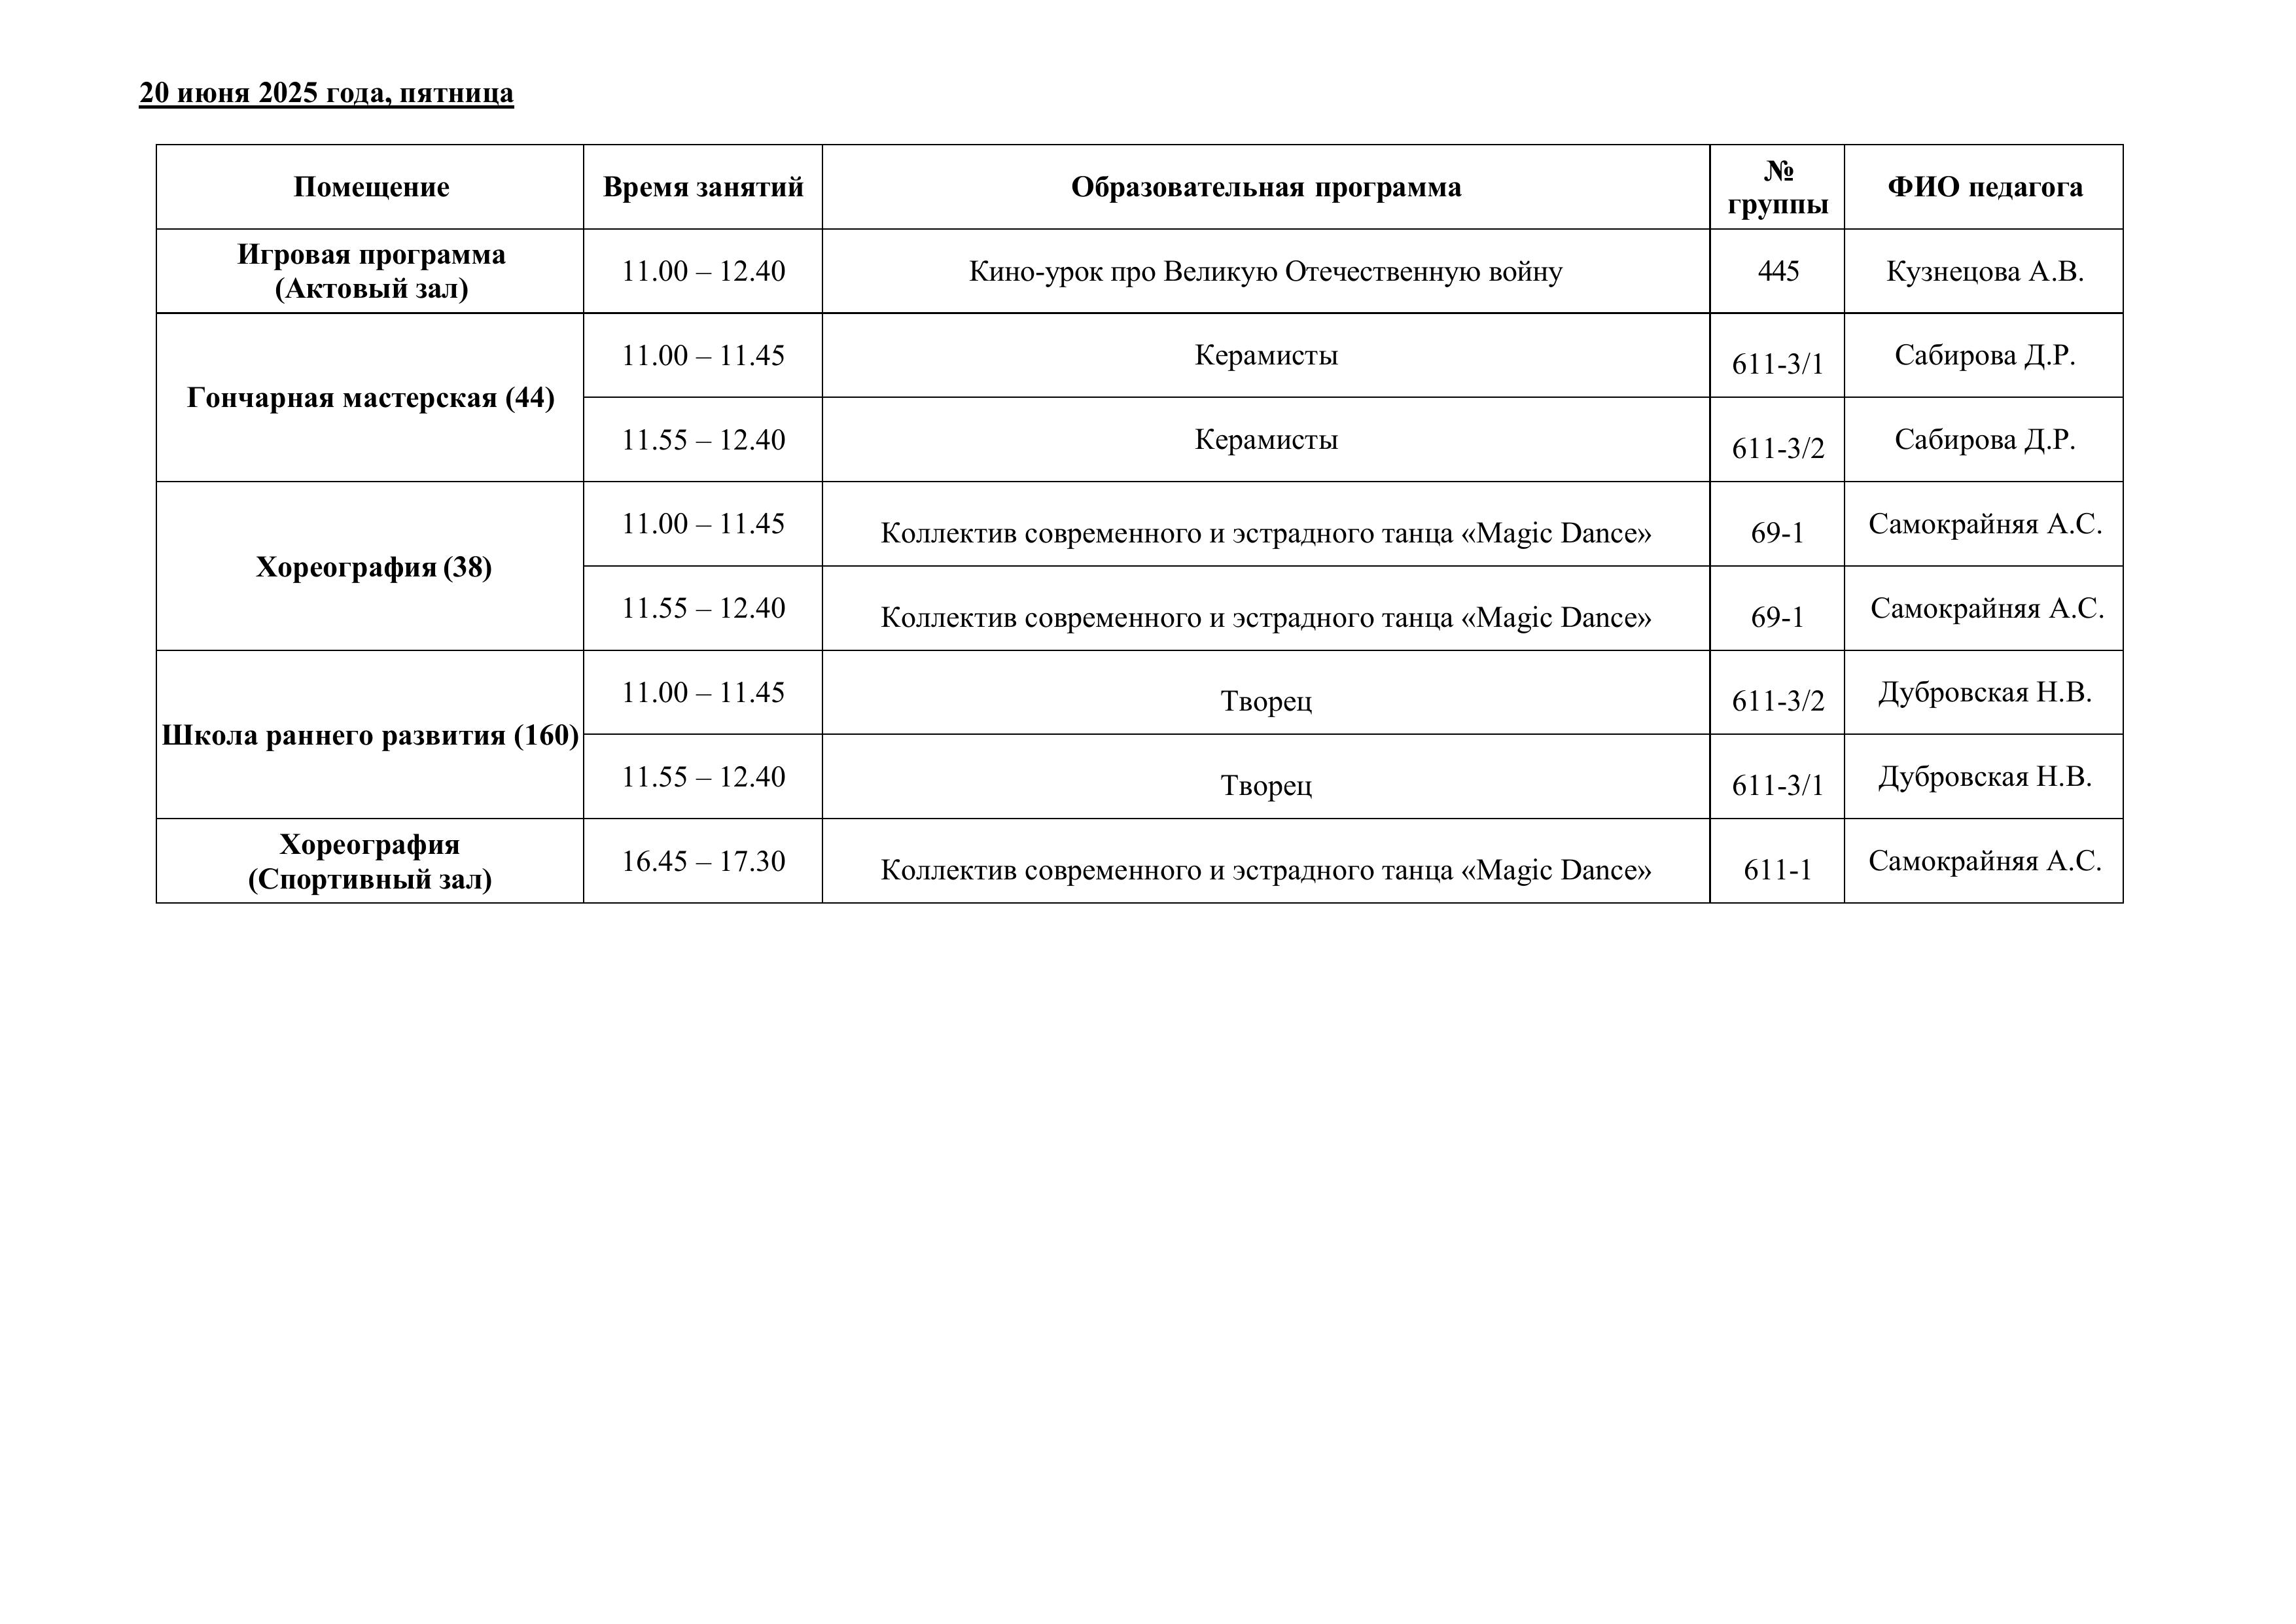 20 июня 2025 года, пятница
Помещение Время занятий Образовательная программа № группы ФИО педагога
Игровая программа
(Актовый зал) 11.00 – 12.40 Кино-урок про Великую Отечественную войну 445 Кузнецова А.В.
Гончарная мастерская (44) 11.00 – 11.45 Керамисты 611-3/1 Сабирова Д.Р.
11.55 – 12.40 Керамисты 611-3/2 Сабирова Д.Р.
Хореография (38) 11.00 – 11.45 Коллектив современного и эстрадного танца «Magic Dance» 69-1 Самокрайняя А.С.
11.55 – 12.40 Коллектив современного и эстрадного танца «Magic Dance» 69-1 Самокрайняя А.С.
Школа раннего развития (160) 11.00 – 11.45 Творец 611-3/2 Дубровская Н.В.
11.55 – 12.40 Творец 611-3/1 Дубровская Н.В.
Хореография
(Спортивный зал) 16.45 – 17.30 Коллектив современного и эстрадного танца «Magic Dance» 611-1 Самокрайняя А.С.